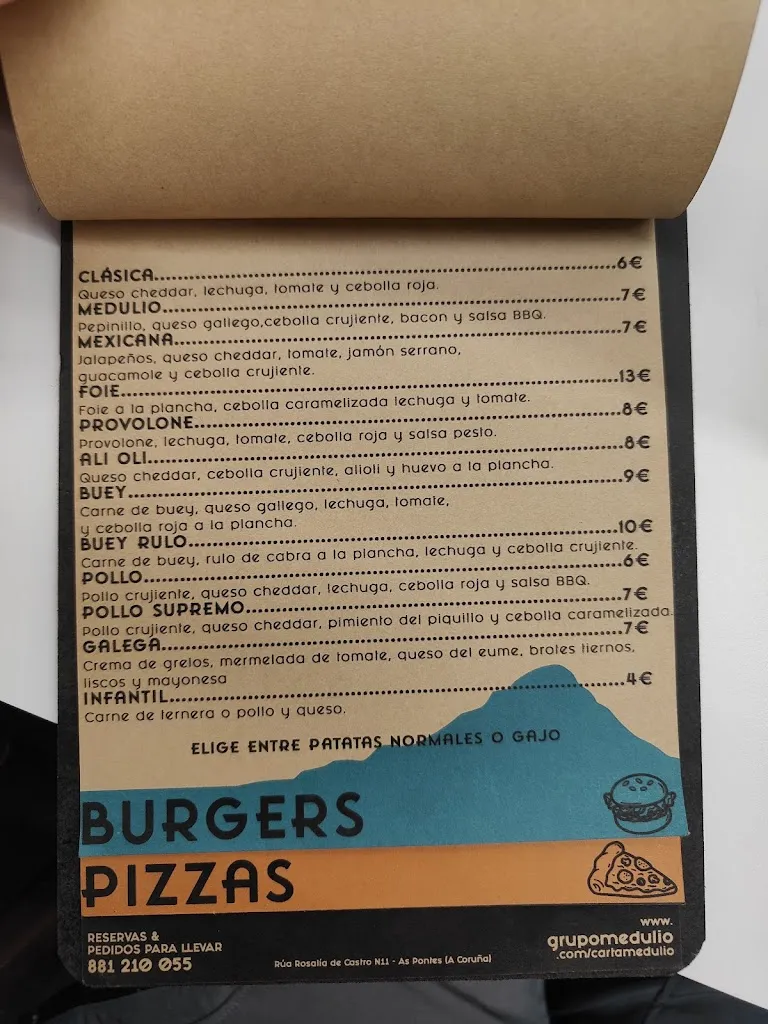 CLÁSICA......6€
Queso cheddar, lechuga, tomate y cebolla roja.
MEDULIO......7€
Pepinillo, queso gallego,cebolla crujiente, bacon y salsa BBQ.
MEXICANA......7€
Jalapeños, queso cheddar, tomate, jamón serrano,
guacamole y cebolla crujiente.
FOIE......13€
Foie a la plancha, cebolla caramelizada lechuga y tomate.
PROVOLONE......8€
Provolone, lechuga, tomate, cebolla roja y salsa pesto.
ALI OLI......8€
Queso cheddar, cebolla crujiente, alioli y huevo a la plancha.
BUEY......9€
Carne de buey, queso gallego, lechuga, tomate,
y cebolla roja a la plancha.
BUEY RULO......10€
Carne de buey, rulo de cabra a la plancha, lechuga y cebolla crujiente.
POLLO......6€
Pollo crujiente, queso cheddar, lechuga, cebolla roja y salsa BBQ.
POLLO SUPREMO......7€
Pollo crujiente, queso cheddar, pimiento del piquillo y cebolla caramelizada.
GALEGA......7€
Crema de grelos, mermelada de tomate, queso del eume, brotes tiernos,
liscos y mayonesa
INFANTIL......4€
Carne de ternera o pollo y queso.
ELIGE ENTRE PATATAS NORMALES O GAJO
BURGERS
PIZZAS
RESERVAS &
PEDIDOS PARA LLEVAR
881 210 055
Rúa Rosalía de Castro N11 - As Pontes (A Coruña)
www.
grupomedulio
.com/cartamedulio